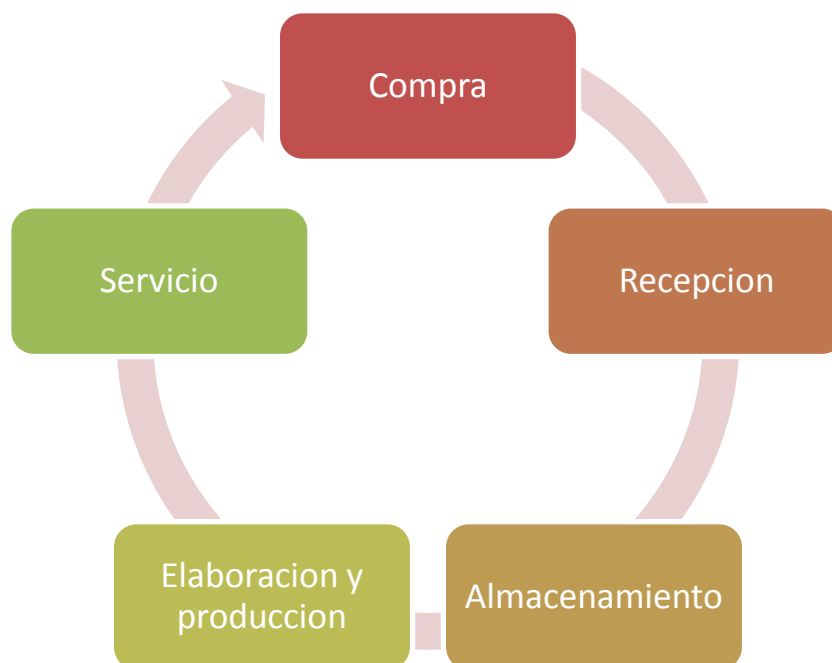 Compra
Recepcion
Almacenamiento
Elaboracion y
produccion
Servicio